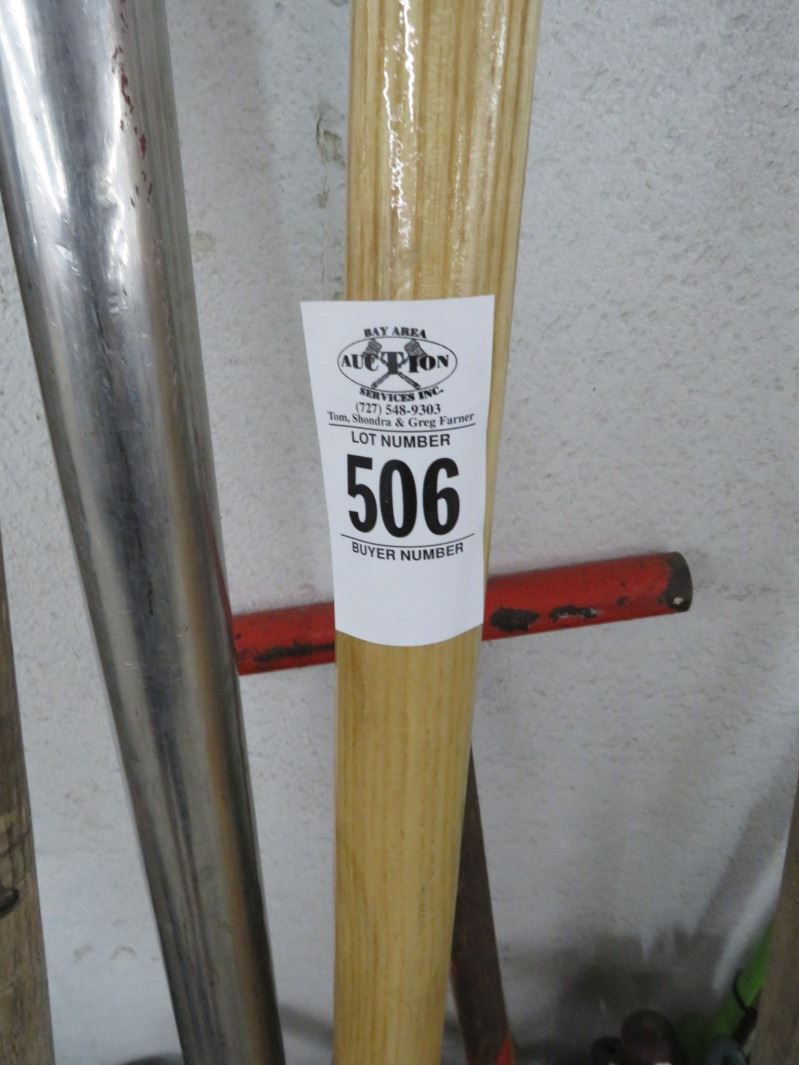 BAY AREA
AUCTION
SERVICES INC.
(727) 548-9303
Tom, Shondra & Greg Farner
LOT NUMBER
506
BUYER NUMBER